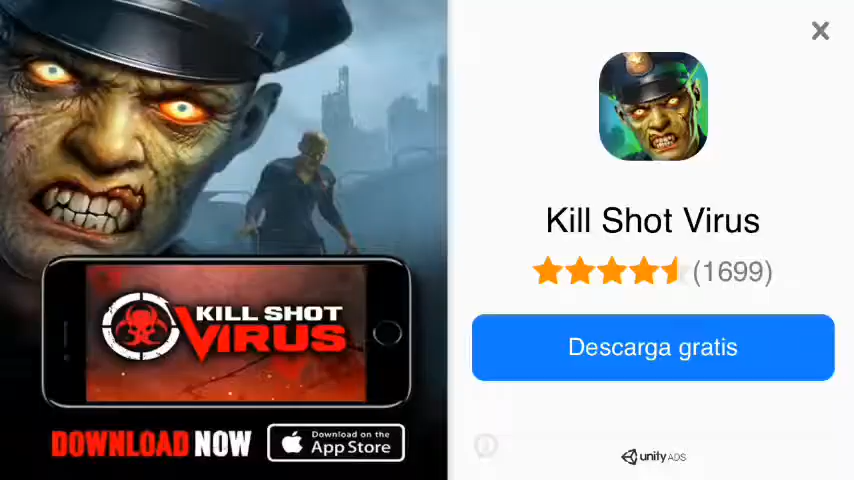 KILL SHOT
VIRUS
DOWNLOAD NOW
Download on the
App Store
Kill Shot Virus
(1699)
Descarga gratis
unity ADS